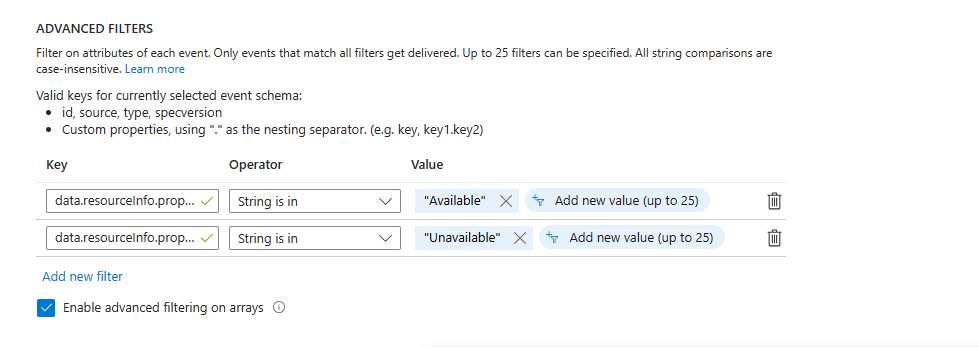 ADVANCED FILTERS
Filter on attributes of each event. Only events that match all filters get delivered. Up to 25 filters can be specified. All string comparisons are
case-insensitive. Learn more
Valid keys for currently selected event schema:
• id, source, type, specversion
• Custom properties, using "." as the nesting separator. (e.g. key, key1.key2)
Key Operator Value
data.resourceInfo.prop... String is in "Available" Add new value (up to 25)
data.resourceInfo.prop... String is in "Unavailable" Add new value (up to 25)
Add new filter
Enable advanced filtering on arrays